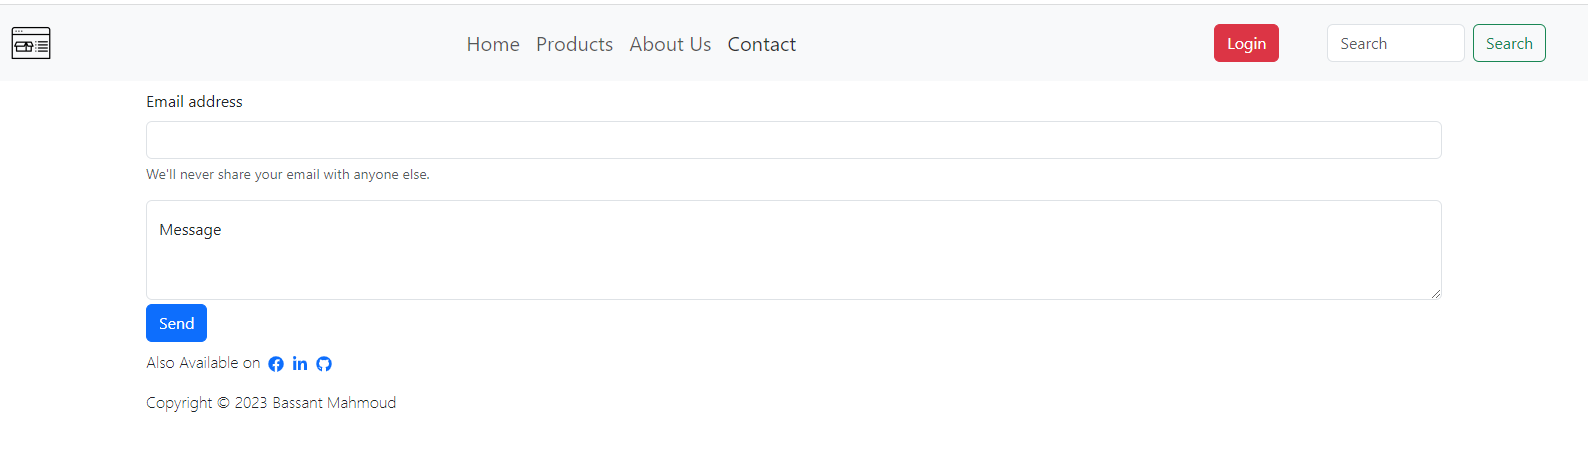 Home Products About Us Contact Login Search Search
Email address
We'll never share your email with anyone else.
Message
Send
Also Available on
Copyright © 2023 Bassant Mahmoud